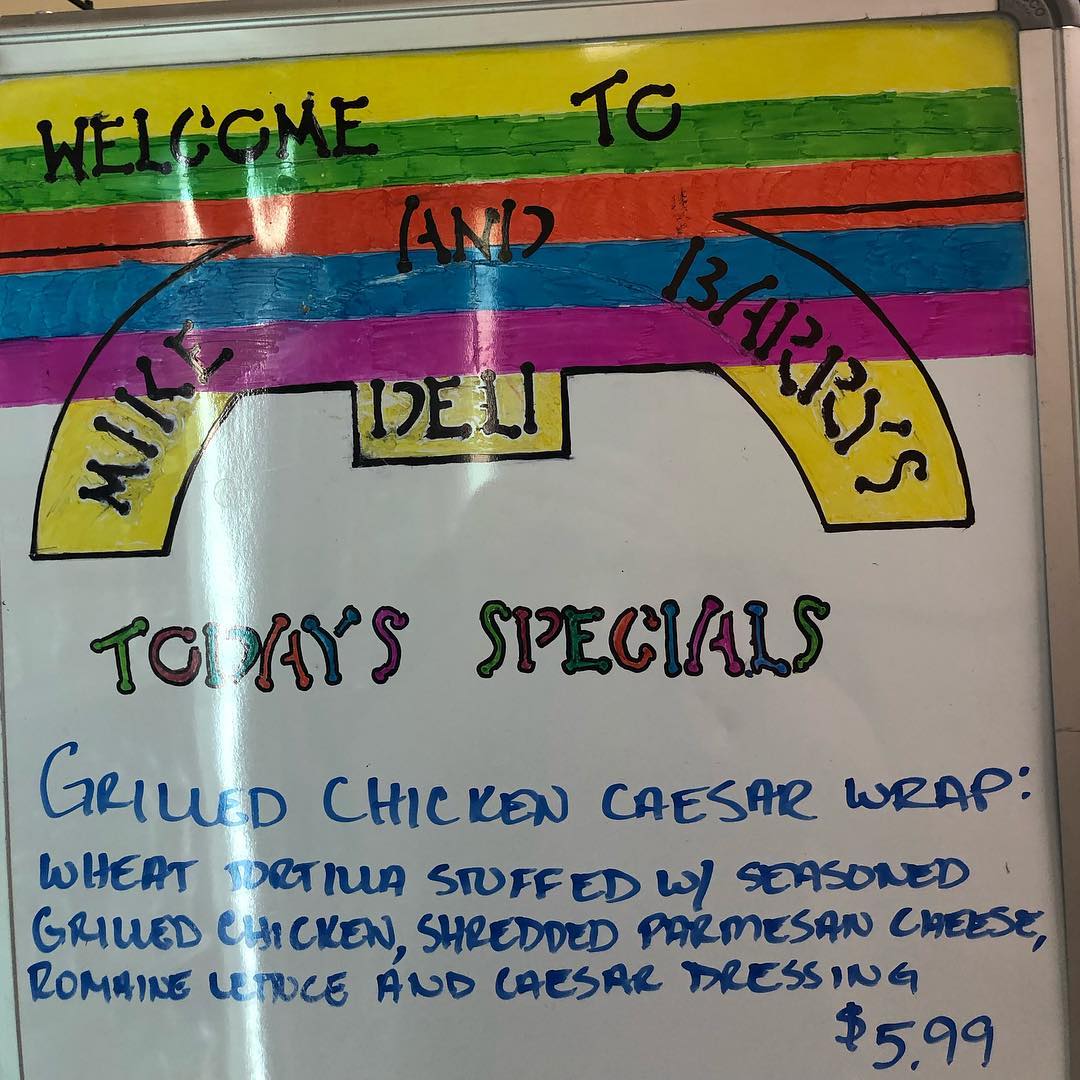 WELCOME TO
MIKE AND BARRY'S
DELI
TODAY'S SPECIALS
GRILLED CHICKEN CAESAR WRAP:
WHEAT TORTILLA STUFFED W/ SEASONED
GRILLED CHICKEN, SHREDDED PARMESAN CHEESE,
ROMAINE LETTUCE AND CAESAR DRESSING
$5.99